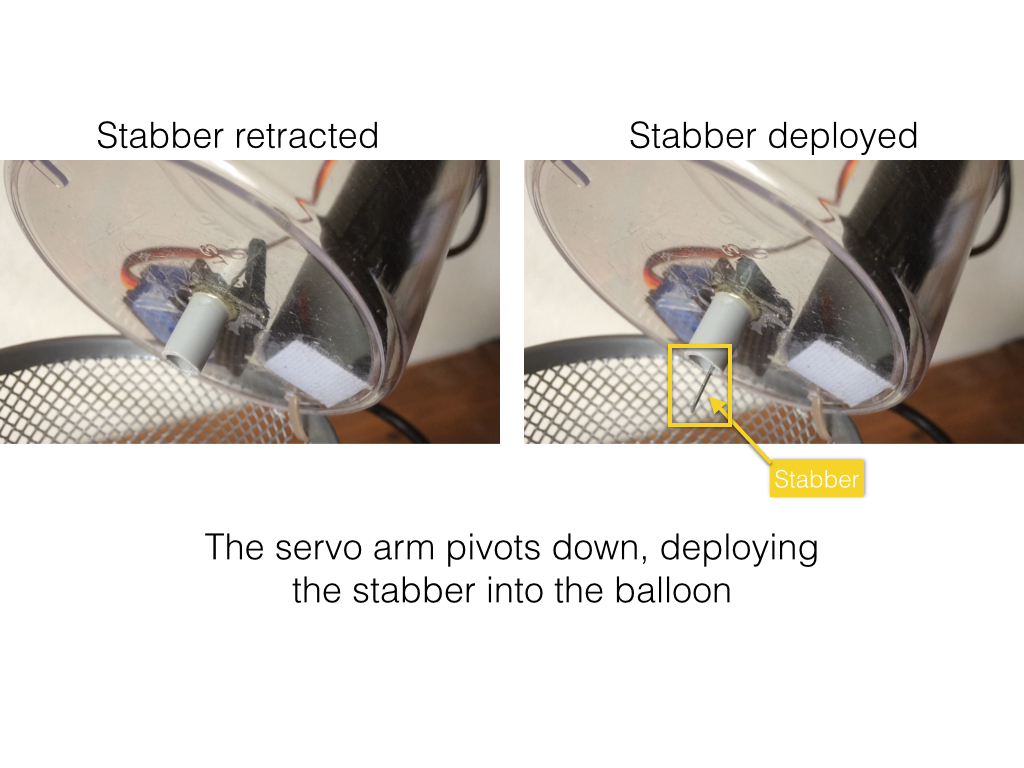 Stabber retracted
Stabber deployed
Stabber
The servo arm pivots down, deploying
the stabber into the balloon